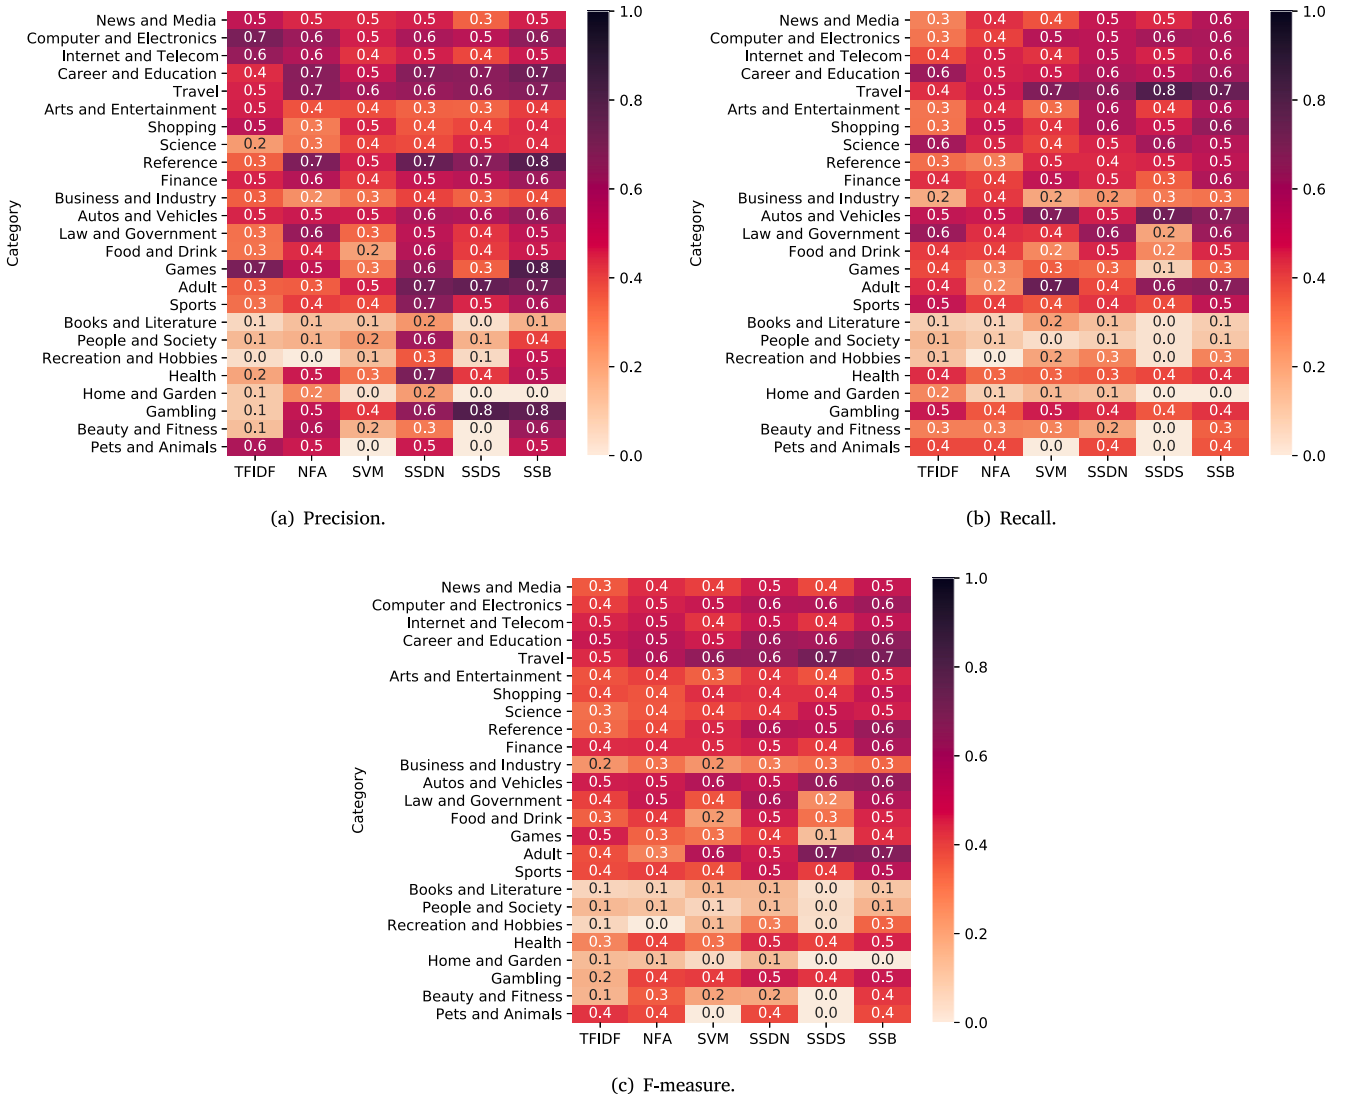 News and Media 0.5 0.5 0.5 0.5 0.3 0.5
Computer and Electronics 0.7 0.6 0.5 0.6 0.5 0.6
Internet and Telecom 0.6 0.6 0.4 0.5 0.4 0.5
Career and Education 0.4 0.7 0.5 0.7 0.7 0.7
Travel 0.5 0.7 0.6 0.6 0.6 0.7
Arts and Entertainment 0.5 0.4 0.4 0.3 0.3 0.4
Shopping 0.5 0.3 0.5 0.4 0.4 0.4
Science 0.2 0.3 0.4 0.4 0.5 0.4
Reference 0.3 0.7 0.5 0.7 0.7 0.8
Finance 0.5 0.6 0.4 0.5 0.5 0.6
Business and Industry 0.3 0.2 0.3 0.4 0.3 0.4
Autos and Vehicles 0.5 0.5 0.5 0.6 0.6 0.6
Law and Government 0.3 0.6 0.3 0.5 0.4 0.5
Food and Drink 0.3 0.4 0.2 0.6 0.4 0.5
Games 0.7 0.5 0.3 0.6 0.3 0.8
Adult 0.3 0.3 0.5 0.7 0.7 0.7
Sports 0.3 0.4 0.4 0.7 0.5 0.6
Books and Literature 0.1 0.1 0.1 0.2 0.0 0.1
People and Society 0.1 0.1 0.2 0.6 0.1 0.4
Recreation and Hobbies 0.0 0.0 0.1 0.3 0.1 0.5
Health 0.2 0.5 0.3 0.7 0.4 0.5
Home and Garden 0.1 0.2 0.0 0.2 0.0 0.0
Gambling 0.1 0.5 0.4 0.6 0.8 0.8
Beauty and Fitness 0.1 0.6 0.2 0.3 0.0 0.6
Pets and Animals 0.6 0.5 0.0 0.5 0.0 0.5
TFIDF NFA SVM SSDN SSDS SSB
Category
1.0
0.8
0.6
0.4
0.2
0.0
(a) Precision.
News and Media 0.3 0.4 0.4 0.5 0.5 0.6
Computer and Electronics 0.3 0.4 0.5 0.5 0.6 0.6
Internet and Telecom 0.4 0.5 0.4 0.5 0.5 0.6
Career and Education 0.6 0.5 0.5 0.6 0.5 0.6
Travel 0.4 0.5 0.7 0.6 0.8 0.7
Arts and Entertainment 0.3 0.4 0.3 0.6 0.4 0.6
Shopping 0.3 0.5 0.4 0.6 0.5 0.6
Science 0.6 0.5 0.4 0.5 0.6 0.5
Reference 0.3 0.3 0.5 0.4 0.5 0.5
Finance 0.4 0.4 0.5 0.5 0.3 0.6
Business and Industry 0.2 0.4 0.2 0.2 0.3 0.3
Autos and Vehicles 0.5 0.5 0.7 0.5 0.7 0.7
Law and Government 0.6 0.4 0.4 0.6 0.2 0.6
Food and Drink 0.4 0.4 0.2 0.5 0.2 0.5
Games 0.4 0.3 0.3 0.3 0.1 0.3
Adult 0.4 0.2 0.7 0.4 0.6 0.7
Sports 0.5 0.4 0.4 0.4 0.4 0.5
Books and Literature 0.1 0.1 0.2 0.1 0.0 0.1
People and Society 0.1 0.1 0.0 0.1 0.0 0.1
Recreation and Hobbies 0.1 0.0 0.2 0.3 0.0 0.3
Health 0.4 0.3 0.3 0.3 0.4 0.4
Home and Garden 0.2 0.1 0.1 0.1 0.0 0.0
Gambling 0.5 0.4 0.5 0.4 0.4 0.4
Beauty and Fitness 0.3 0.3 0.3 0.2 0.0 0.3
Pets and Animals 0.4 0.4 0.0 0.4 0.0 0.4
TFIDF NFA SVM SSDN SSDS SSB
Category
1.0
0.8
0.6
0.4
0.2
0.0
(b) Recall.
News and Media 0.3 0.4 0.4 0.5 0.4 0.5
Computer and Electronics 0.4 0.5 0.5 0.6 0.6 0.6
Internet and Telecom 0.5 0.5 0.4 0.5 0.4 0.5
Career and Education 0.5 0.5 0.5 0.6 0.6 0.6
Travel 0.5 0.6 0.6 0.6 0.7 0.7
Arts and Entertainment 0.4 0.4 0.3 0.4 0.4 0.5
Shopping 0.4 0.4 0.4 0.4 0.4 0.5
Science 0.3 0.4 0.4 0.4 0.5 0.5
Reference 0.3 0.4 0.5 0.6 0.5 0.6
Finance 0.4 0.4 0.5 0.5 0.4 0.6
Business and Industry 0.2 0.3 0.2 0.3 0.3 0.3
Autos and Vehicles 0.5 0.5 0.6 0.5 0.6 0.6
Law and Government 0.4 0.5 0.4 0.6 0.2 0.6
Food and Drink 0.3 0.4 0.2 0.5 0.3 0.5
Games 0.5 0.3 0.3 0.4 0.1 0.4
Adult 0.4 0.3 0.6 0.5 0.7 0.7
Sports 0.4 0.4 0.4 0.5 0.4 0.5
Books and Literature 0.1 0.1 0.1 0.1 0.0 0.1
People and Society 0.1 0.1 0.1 0.1 0.0 0.1
Recreation and Hobbies 0.1 0.0 0.1 0.3 0.0 0.3
Health 0.3 0.4 0.3 0.5 0.4 0.5
Home and Garden 0.1 0.1 0.0 0.1 0.0 0.0
Gambling 0.2 0.4 0.4 0.5 0.4 0.5
Beauty and Fitness 0.1 0.3 0.2 0.2 0.0 0.4
Pets and Animals 0.4 0.4 0.0 0.4 0.0 0.4
TFIDF NFA SVM SSDN SSDS SSB
Category
1.0
0.8
0.6
0.4
0.2
0.0
(c) F-measure.